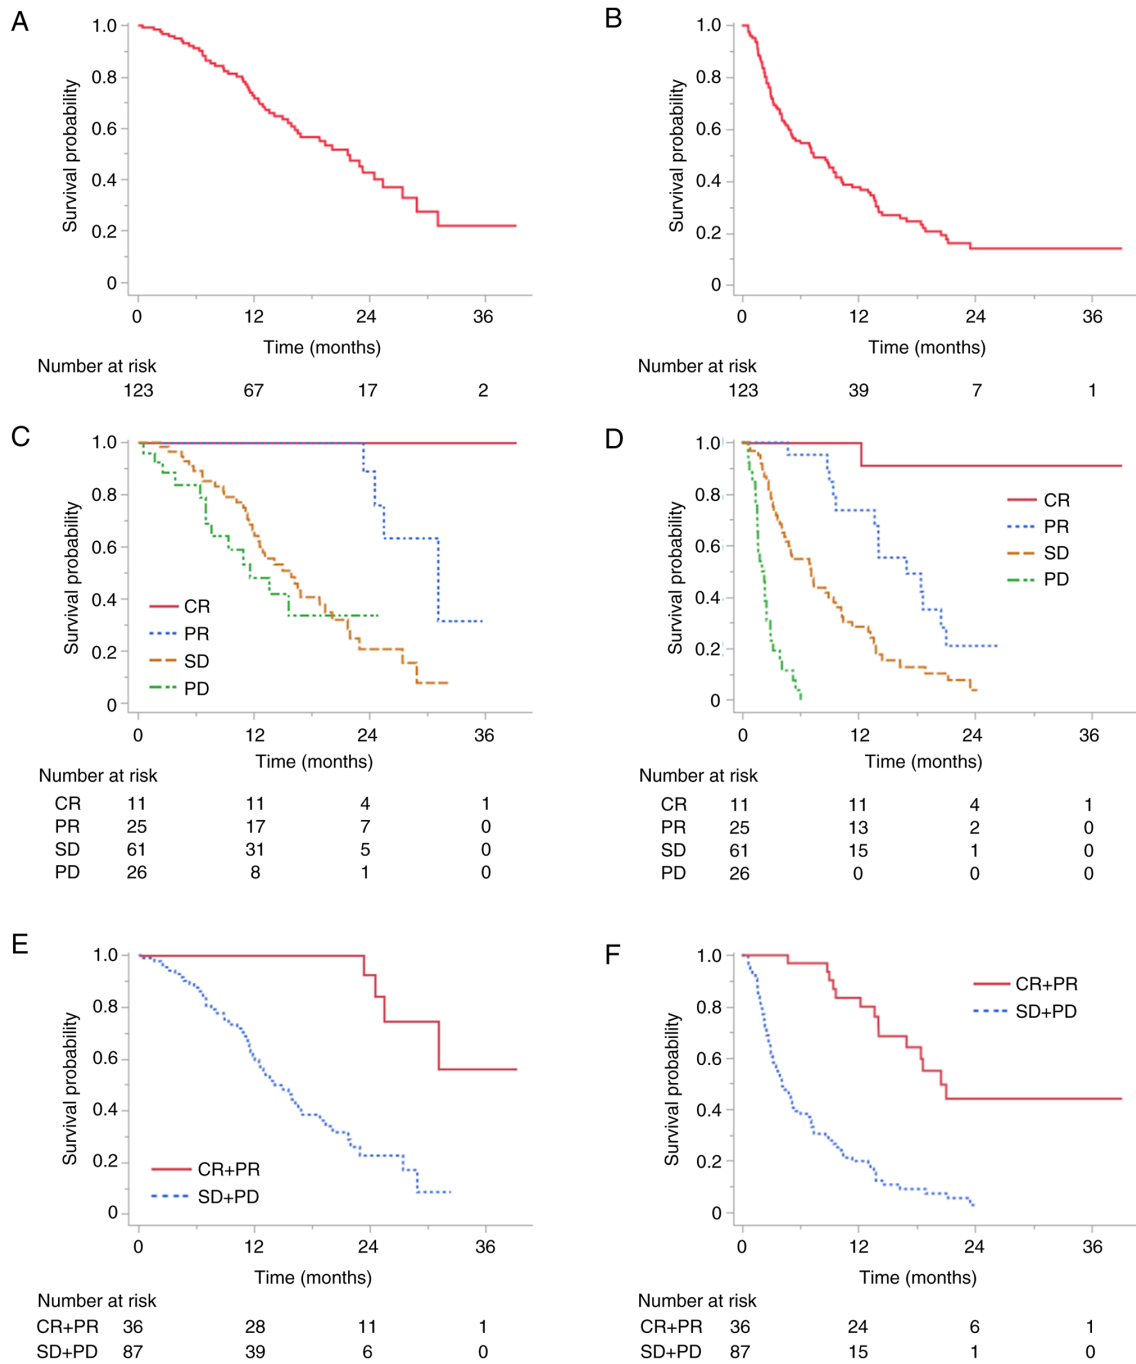 A
Survival probability
1.0
0.8
0.6
0.4
0.2
0
0 12 24 36
Time (months)
Number at risk
123 67 17 2
B
Survival probability
1.0
0.8
0.6
0.4
0.2
0
0 12 24 36
Time (months)
Number at risk
123 39 7 1
C
Survival probability
1.0
0.8
0.6
0.4
0.2
0
CR
PR
SD
PD
0 12 24 36
Time (months)
Number at risk
CR 11 11 4 1
PR 25 17 7 0
SD 61 31 5 0
PD 26 8 1 0
D
Survival probability
1.0
0.8
0.6
0.4
0.2
0
CR
PR
SD
PD
0 12 24 36
Time (months)
Number at risk
CR 11 11 4 1
PR 25 13 2 0
SD 61 15 1 0
PD 26 0 0 0
E
Survival probability
1.0
0.8
0.6
0.4
0.2
0
CR+PR
SD+PD
0 12 24 36
Time (months)
Number at risk
CR+PR 36 28 11 1
SD+PD 87 39 6 0
F
Survival probability
1.0
0.8
0.6
0.4
0.2
0
CR+PR
SD+PD
0 12 24 36
Time (months)
Number at risk
CR+PR 36 24 6 1
SD+PD 87 15 1 0